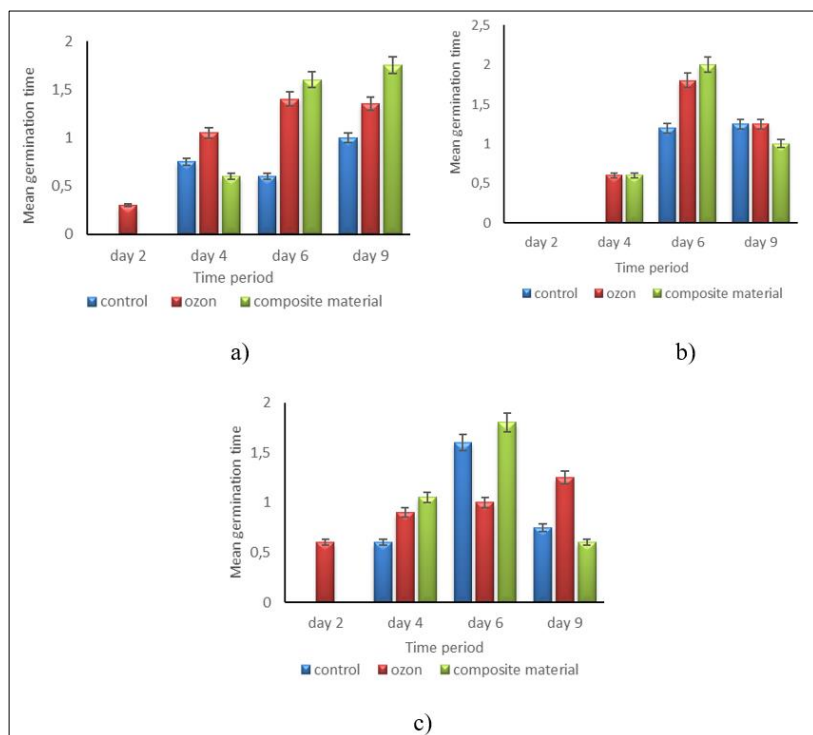 Mean germination time
2
1,5
1
0,5
0
day 2 day 4 day 6 day 9
Time period
control ozon composite material
a)
Mean germination time
2,5
2
1,5
1
0,5
0
day 2 day 4 day 6 day 9
Time period
control ozon composite material
b)
Mean germination time
2
1,5
1
0,5
0
day 2 day 4 day 6 day 9
Time period
control ozon composite material
c)